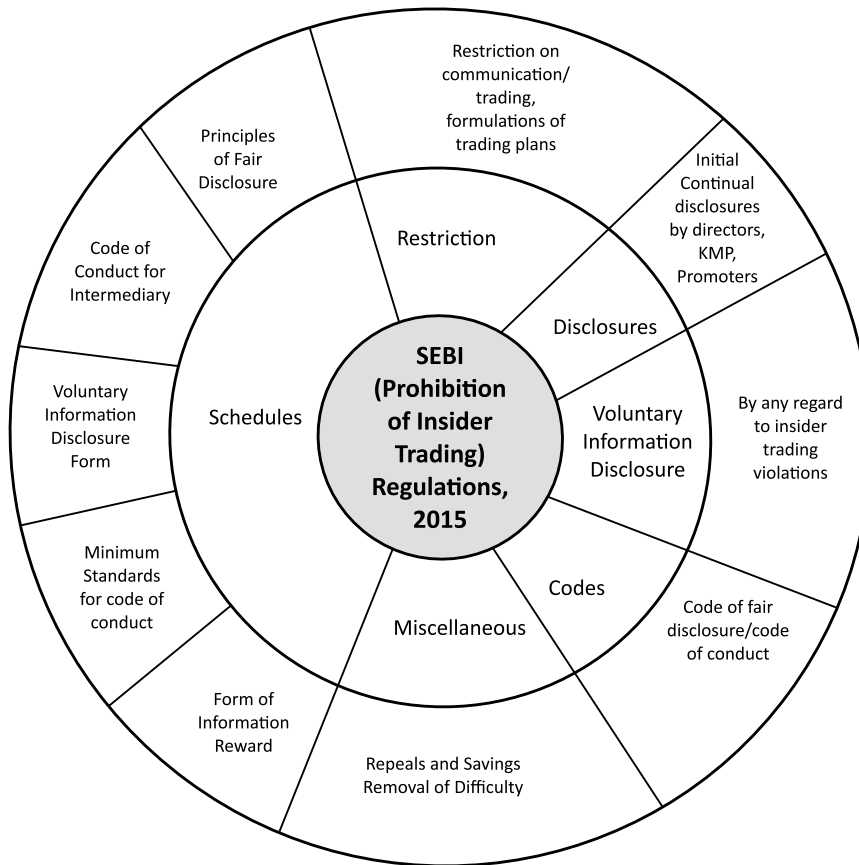 SEBI
(Prohibition
of Insider
Trading)
Regulations,
2015
Restriction
Disclosures
Voluntary
Information
Disclosure
Codes
Miscellaneous
Schedules
Restriction on
communication/
trading,
formulations of
trading plans
Initial
Continual
disclosures
by directors,
KMP,
Promoters
By any regard
to insider
trading
violations
Code of fair
disclosure/code
of conduct
Repeals and Savings
Removal of Difficulty
Form of
Information
Reward
Minimum
Standards
for code of
conduct
Voluntary
Information
Disclosure
Form
Code of
Conduct for
Intermediary
Principles
of Fair
Disclosure